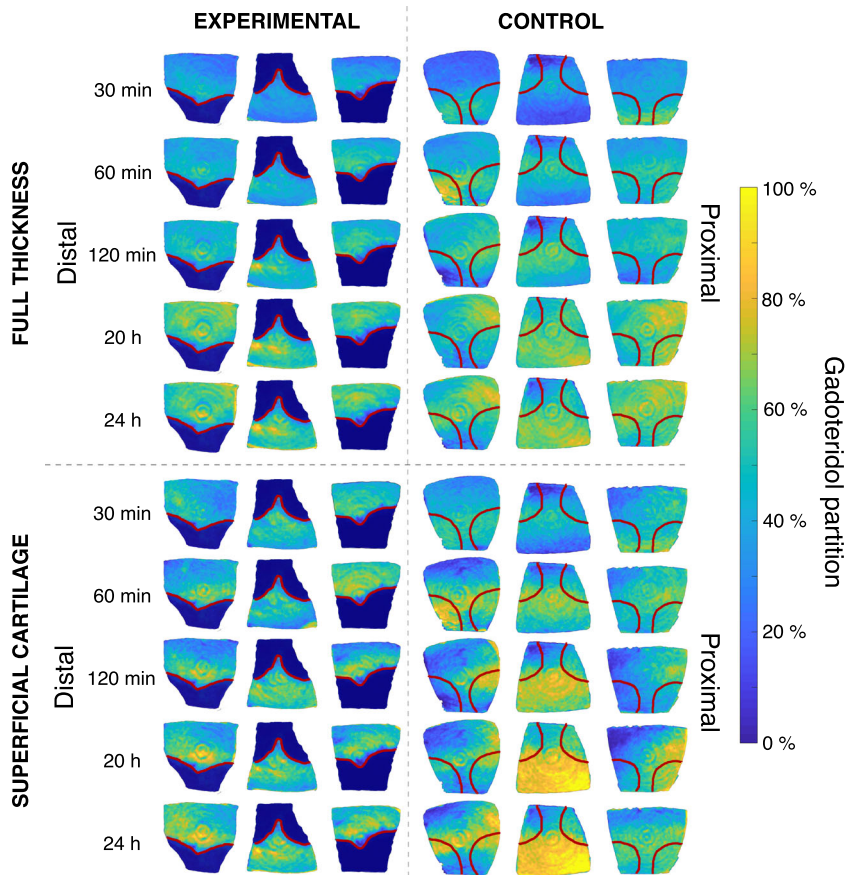 EXPERIMENTAL
CONTROL
FULL THICKNESS
Distal
30 min
60 min
120 min
20 h
24 h
Proximal
SUPERFICIAL CARTILAGE
Distal
30 min
60 min
120 min
20 h
24 h
Proximal
100 %
80 %
60 %
40 %
20 %
0 %
Gadoteridol partition